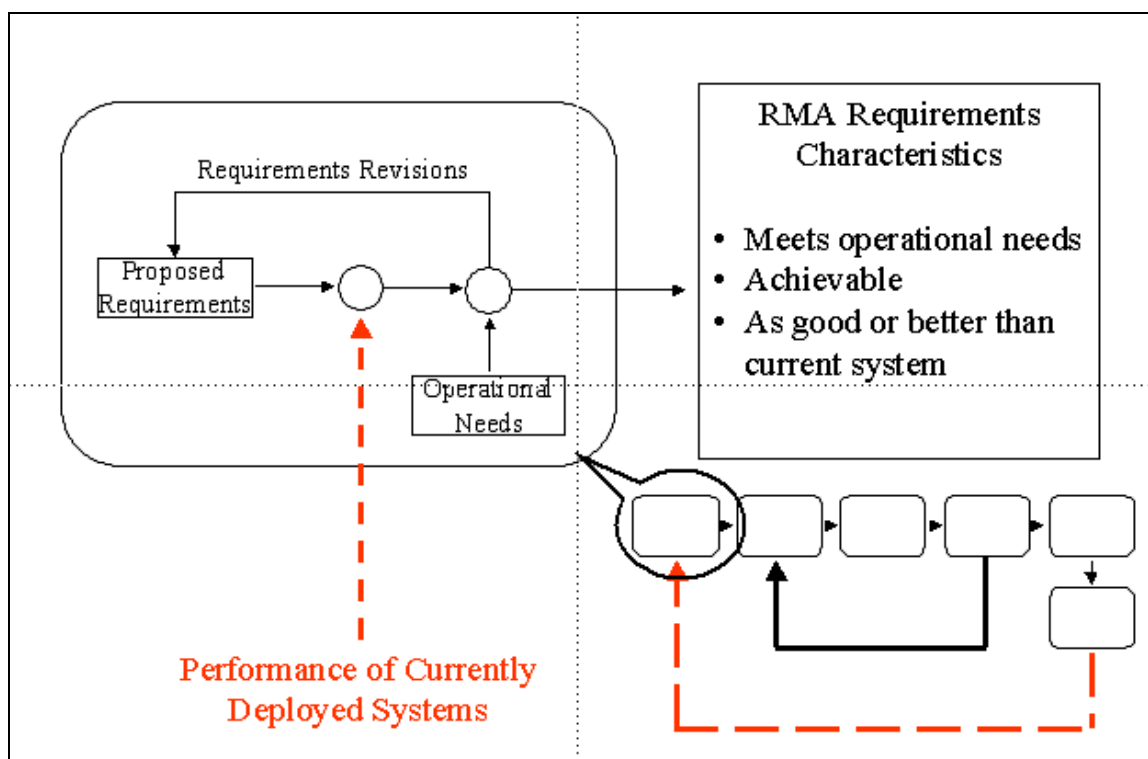 Requirements Revisions
Proposed
Requirements
Operational
Needs
Performance of Currently
Deployed Systems
RMA Requirements
Characteristics
• Meets operational needs
• Achievable
• As good or better than
current system